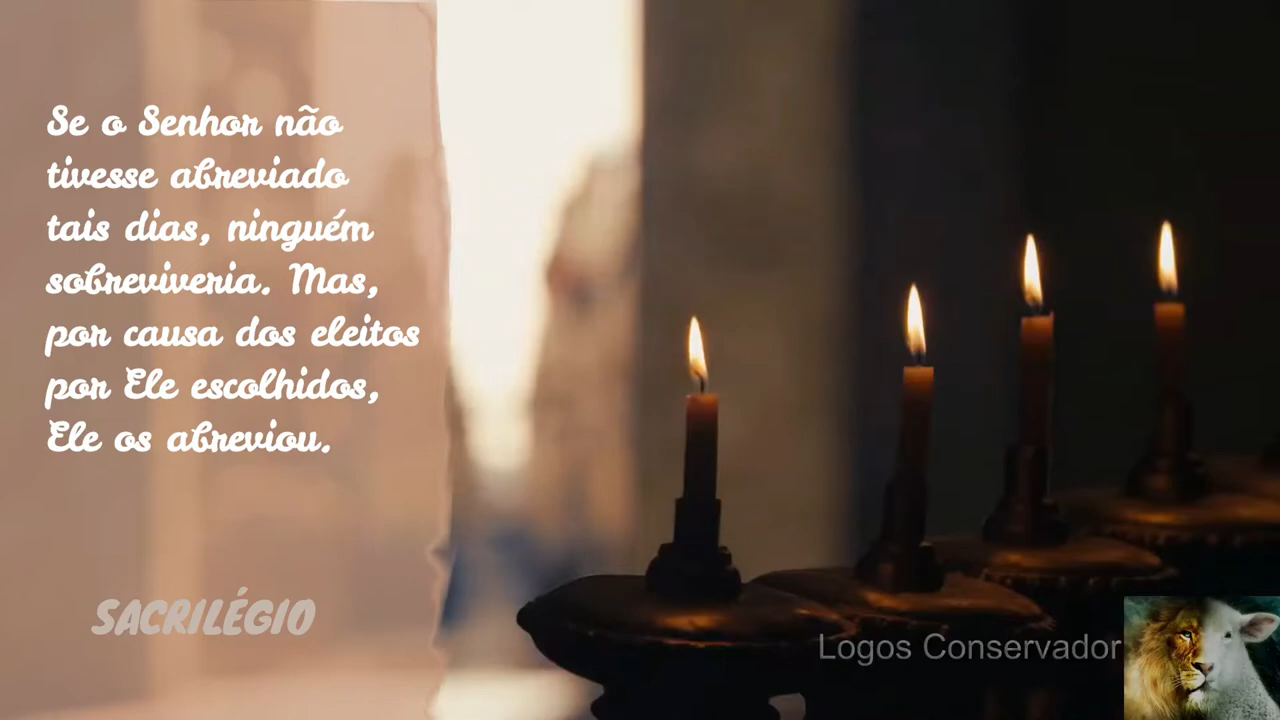 Se o Senhor não
tivesse abreviado
tais dias, ninguém
sobreviveria. Mas,
por causa dos eleitos
por Ele escolhidos,
Ele os abreviou.
SACRILÉGIO
Logos Conservador